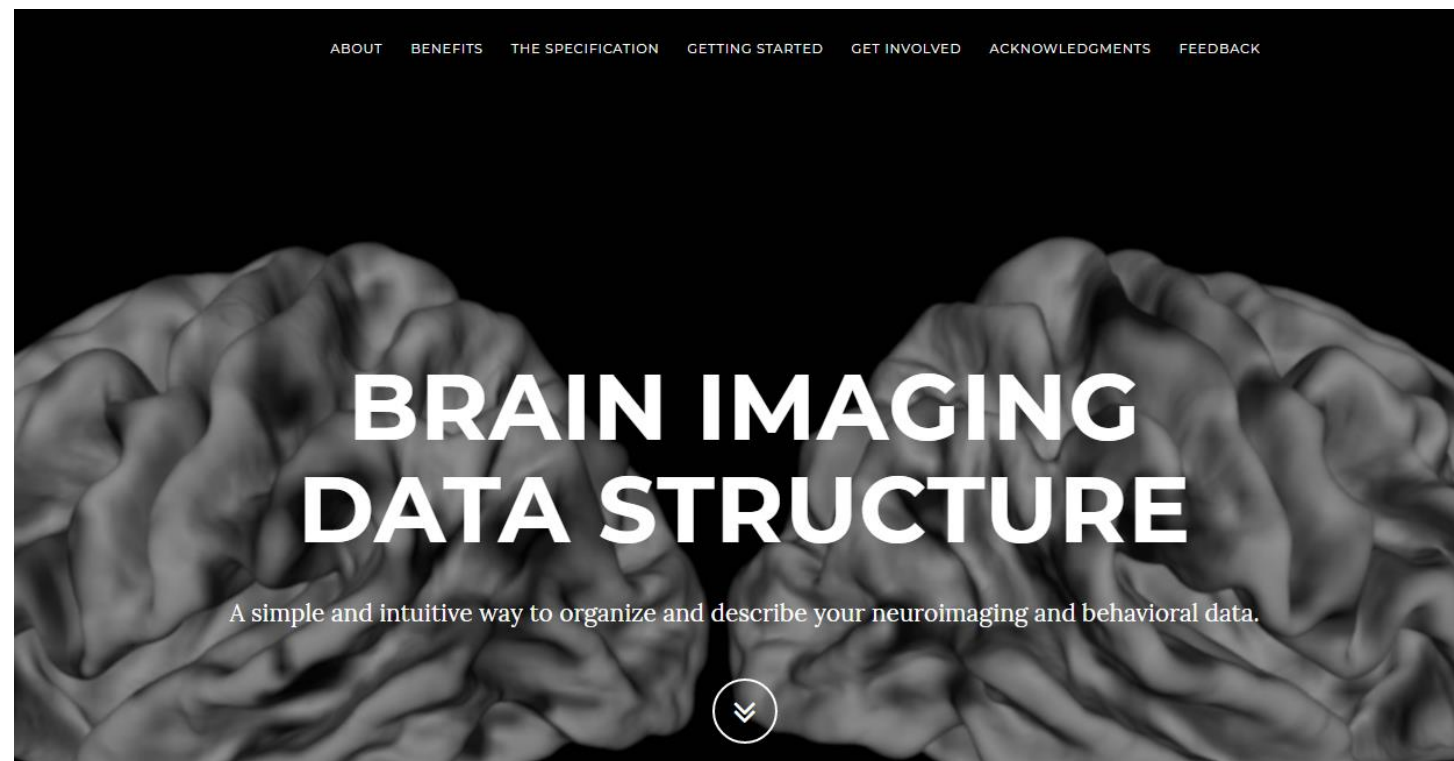 ABOUT BENEFITS THE SPECIFICATION GETTING STARTED GET INVOLVED ACKNOWLEDGMENTS FEEDBACK
BRAIN IMAGING
DATA STRUCTURE
A simple and intuitive way to organize and describe your neuroimaging and behavioral data.